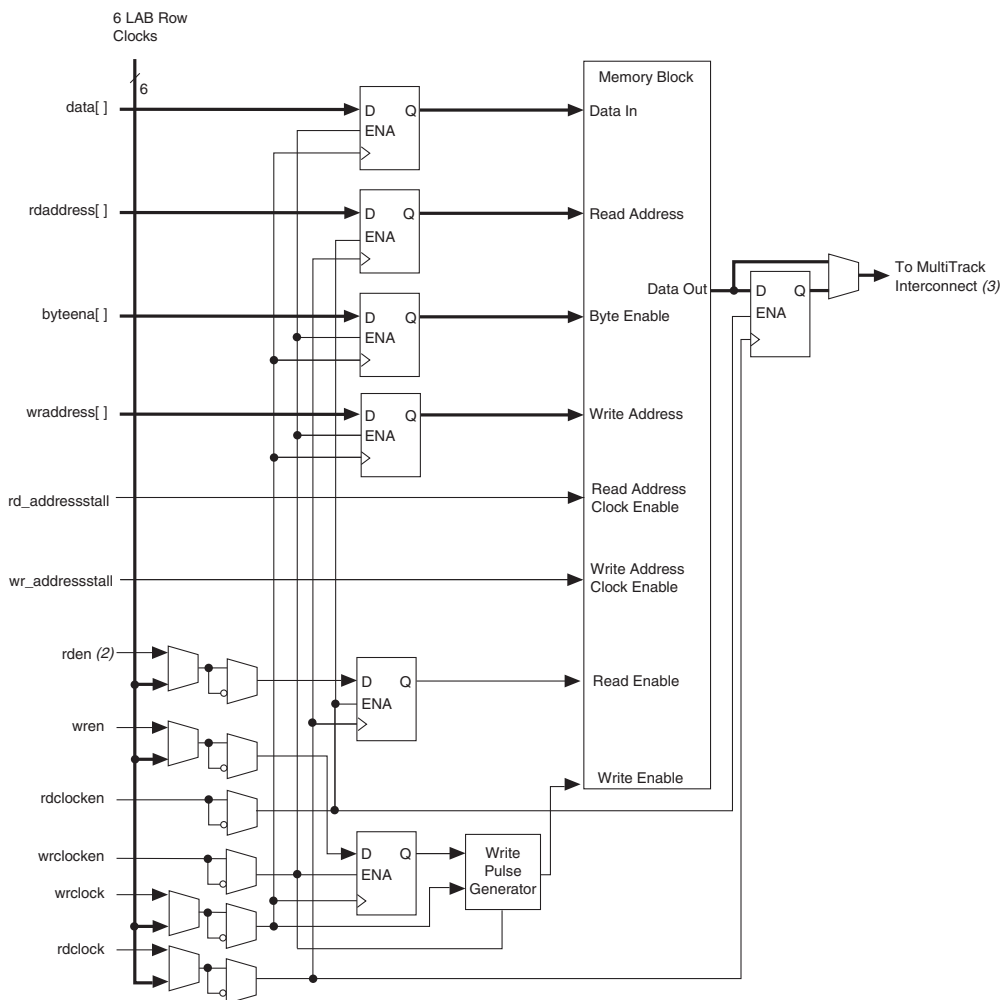 6 LAB Row
Clocks
6
Memory Block
data[ ]
D
Q
ENA
Data In
rdaddress[ ]
D
Q
ENA
Read Address
To MultiTrack
Interconnect (3)
Data Out
D
Q
ENA
byteena[ ]
D
Q
ENA
Byte Enable
wraddress[ ]
D
Q
ENA
Write Address
rd_addressstall
Read Address
Clock Enable
wr_addressstall
Write Address
Clock Enable
rden (2)
D
Q
ENA
Read Enable
wren
Write Enable
rdclocken
wrclocken
D
Q
ENA
Write
Pulse
Generator
wrclock
rdclock